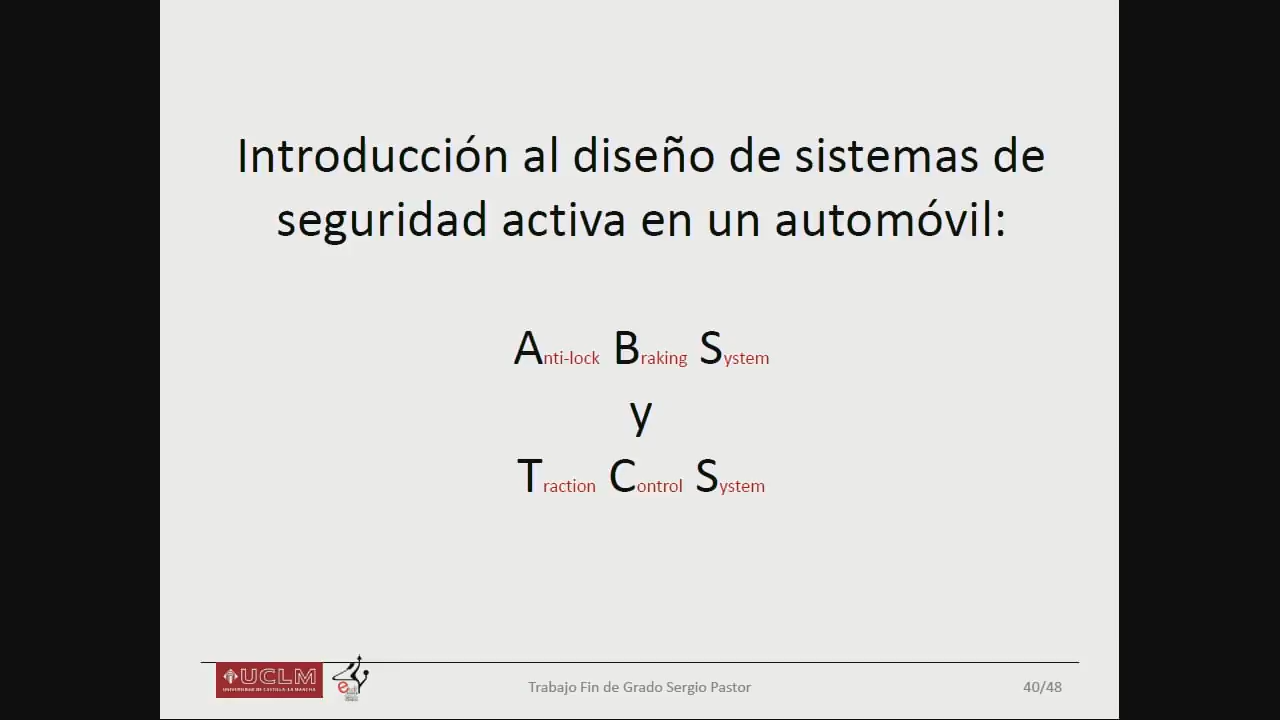 Introducción al diseño de sistemas de
seguridad activa en un automóvil:
Anti-lock Braking System
y
Traction Control System
UCLM
UNIVERSIDAD DE CASTILLA-LA MANCHA
Trabajo Fin de Grado Sergio Pastor
40/48